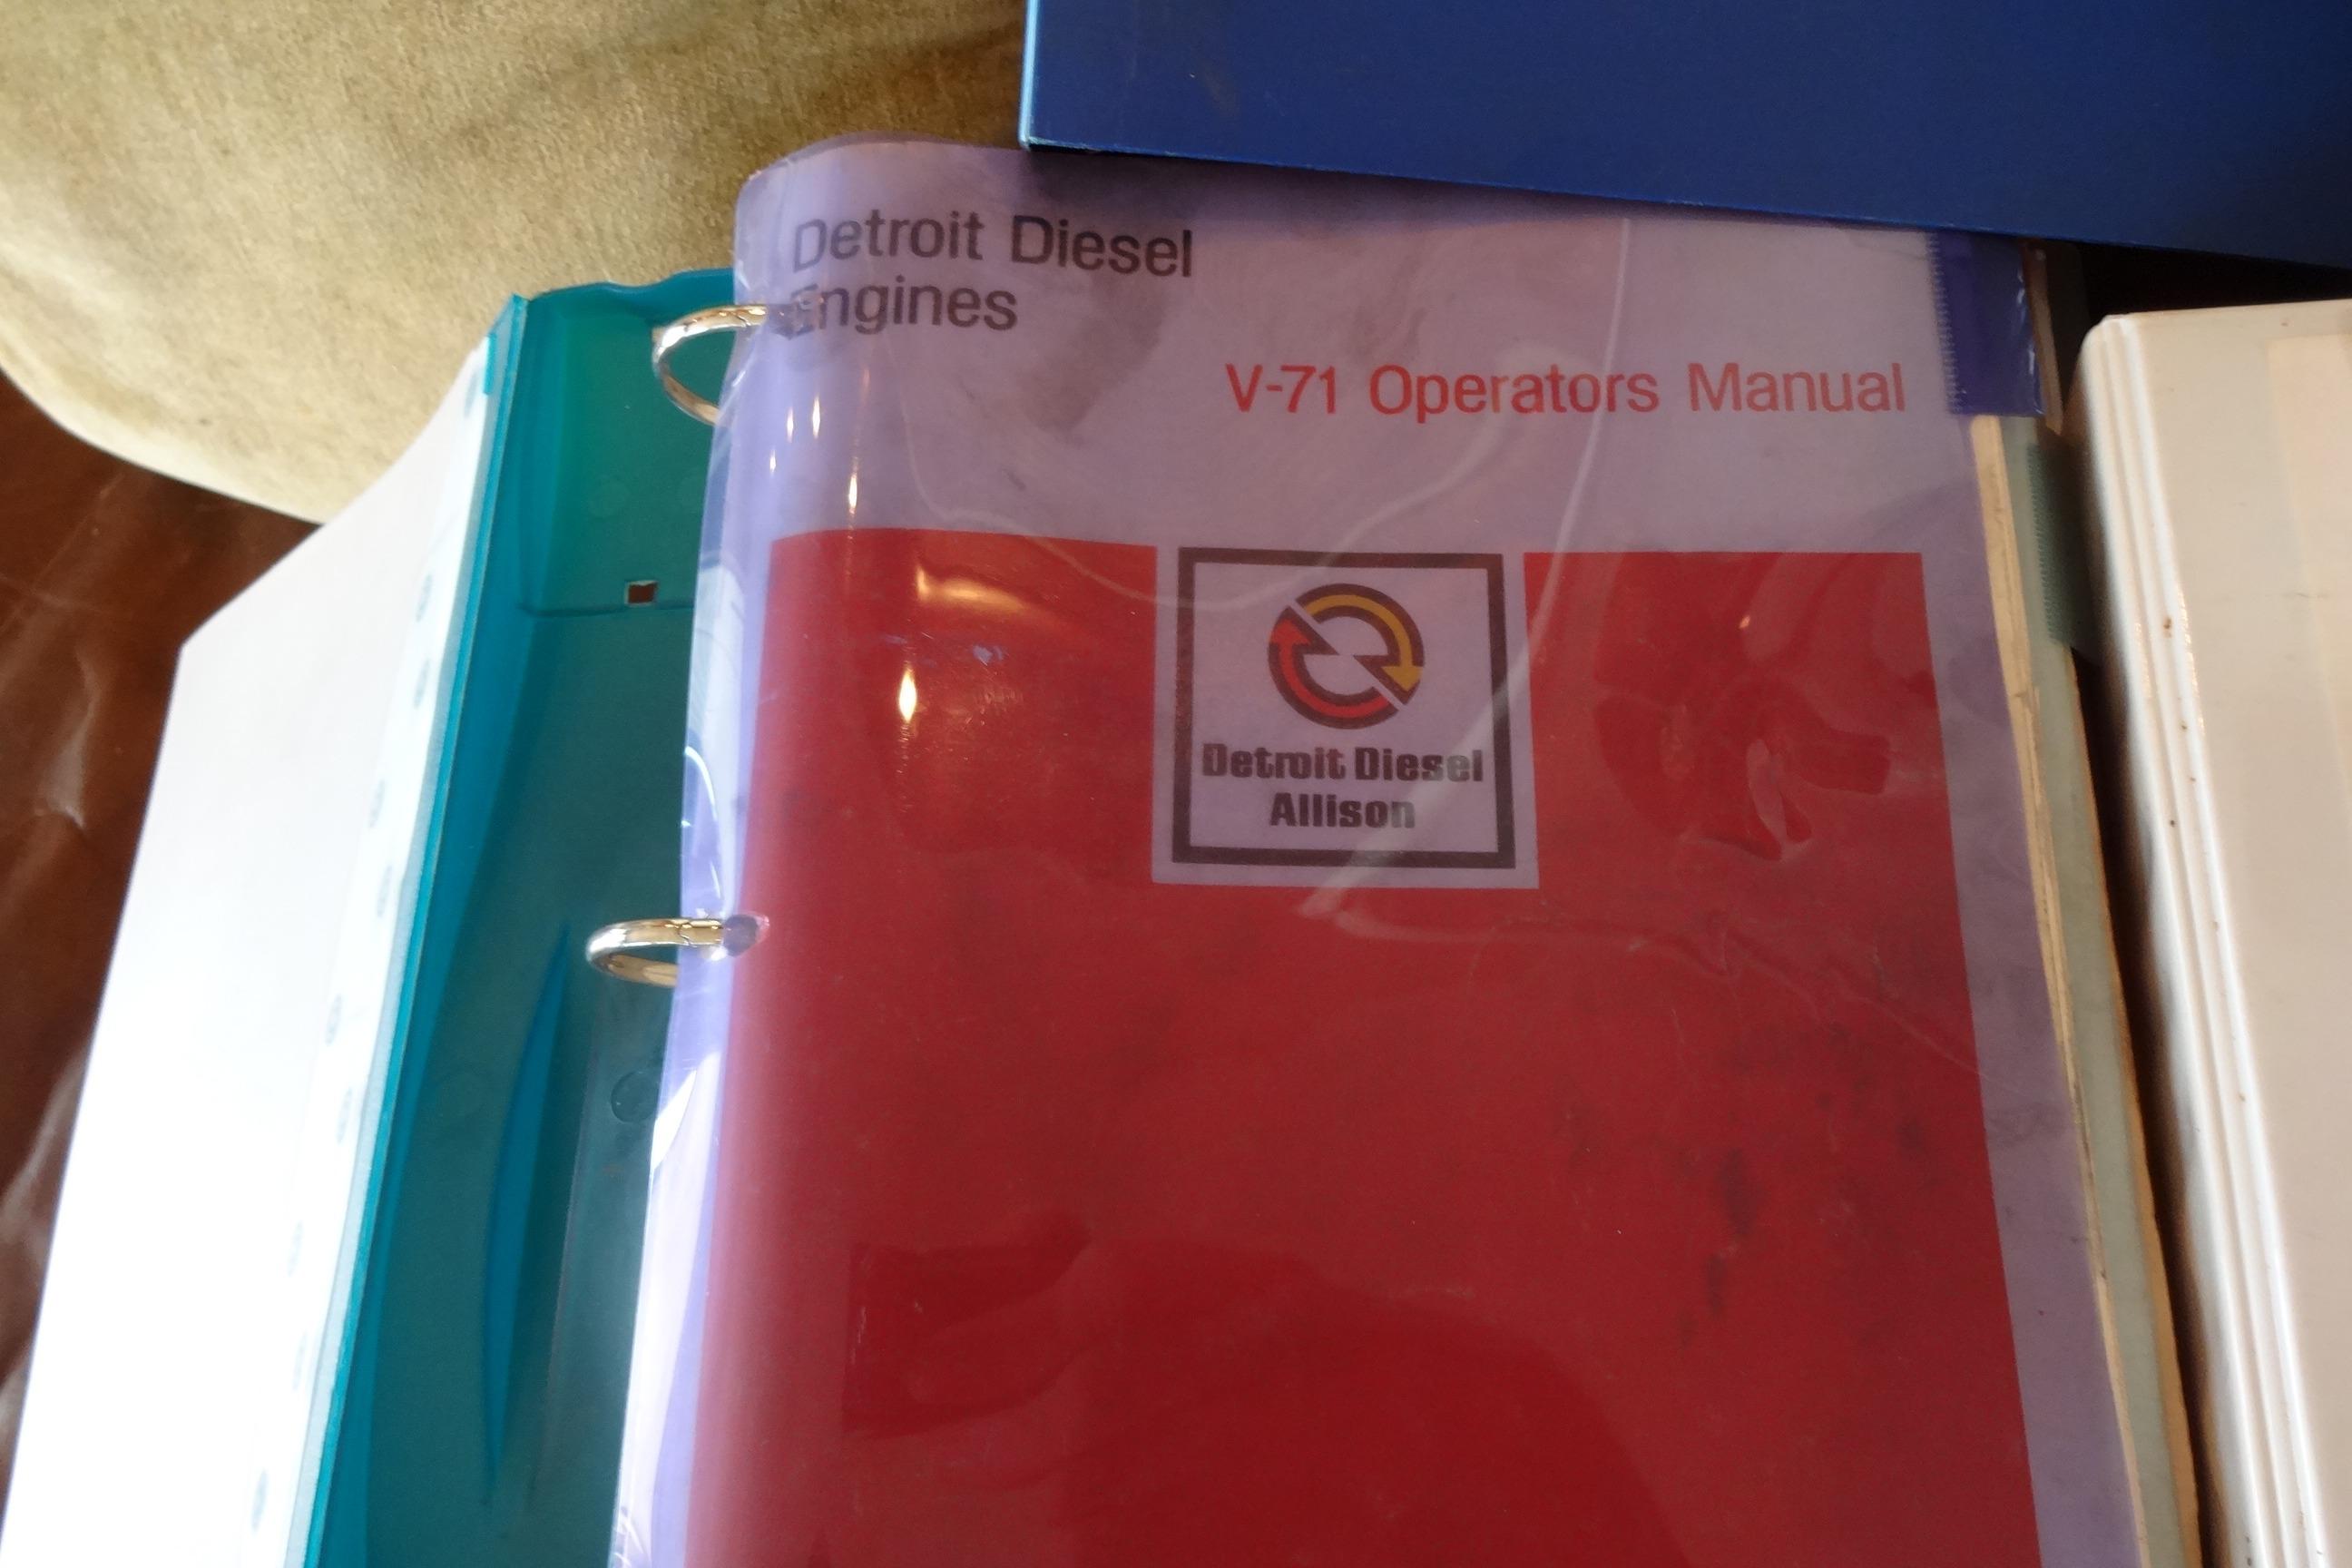 Detroit Diesel
Engines
V-71 Operators Manual
Detroit Diesel
Allison